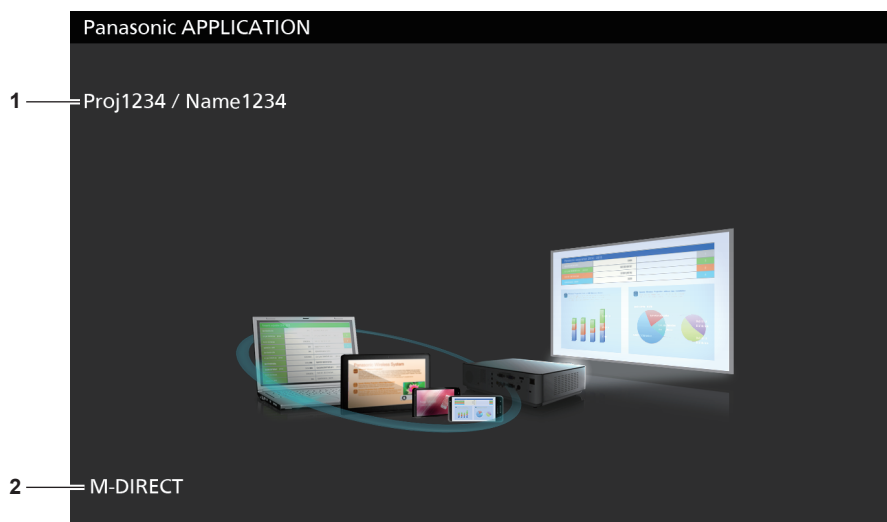 Panasonic APPLICATION
1
Proj1234 / Name1234
2
M-DIRECT